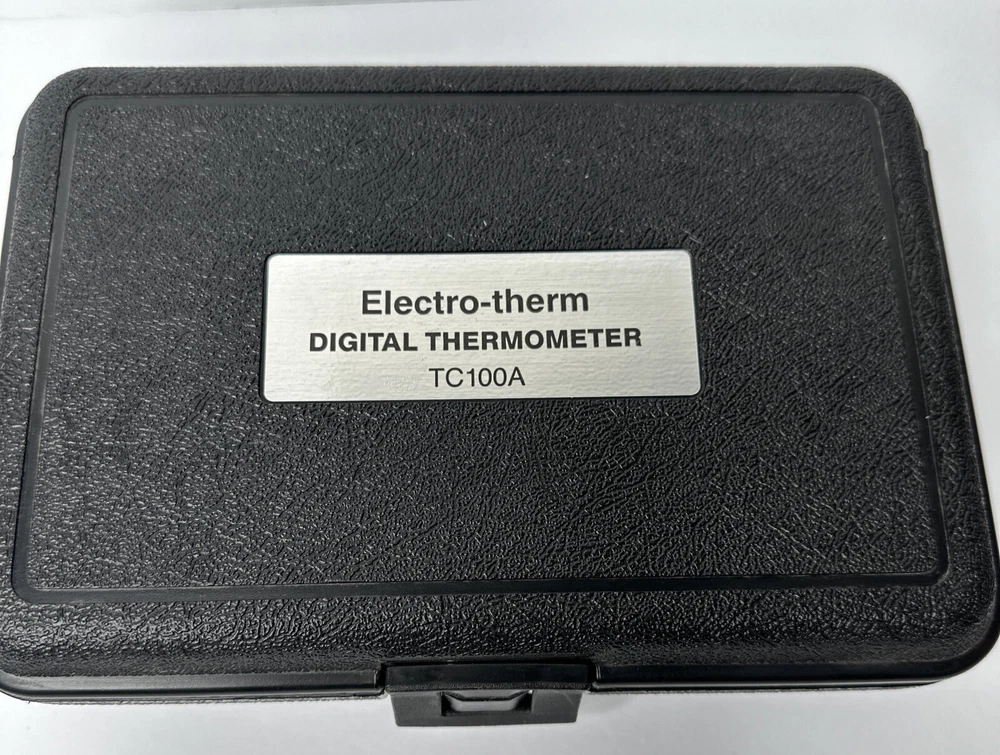 Electro-therm
DIGITAL THERMOMETER
TC100A